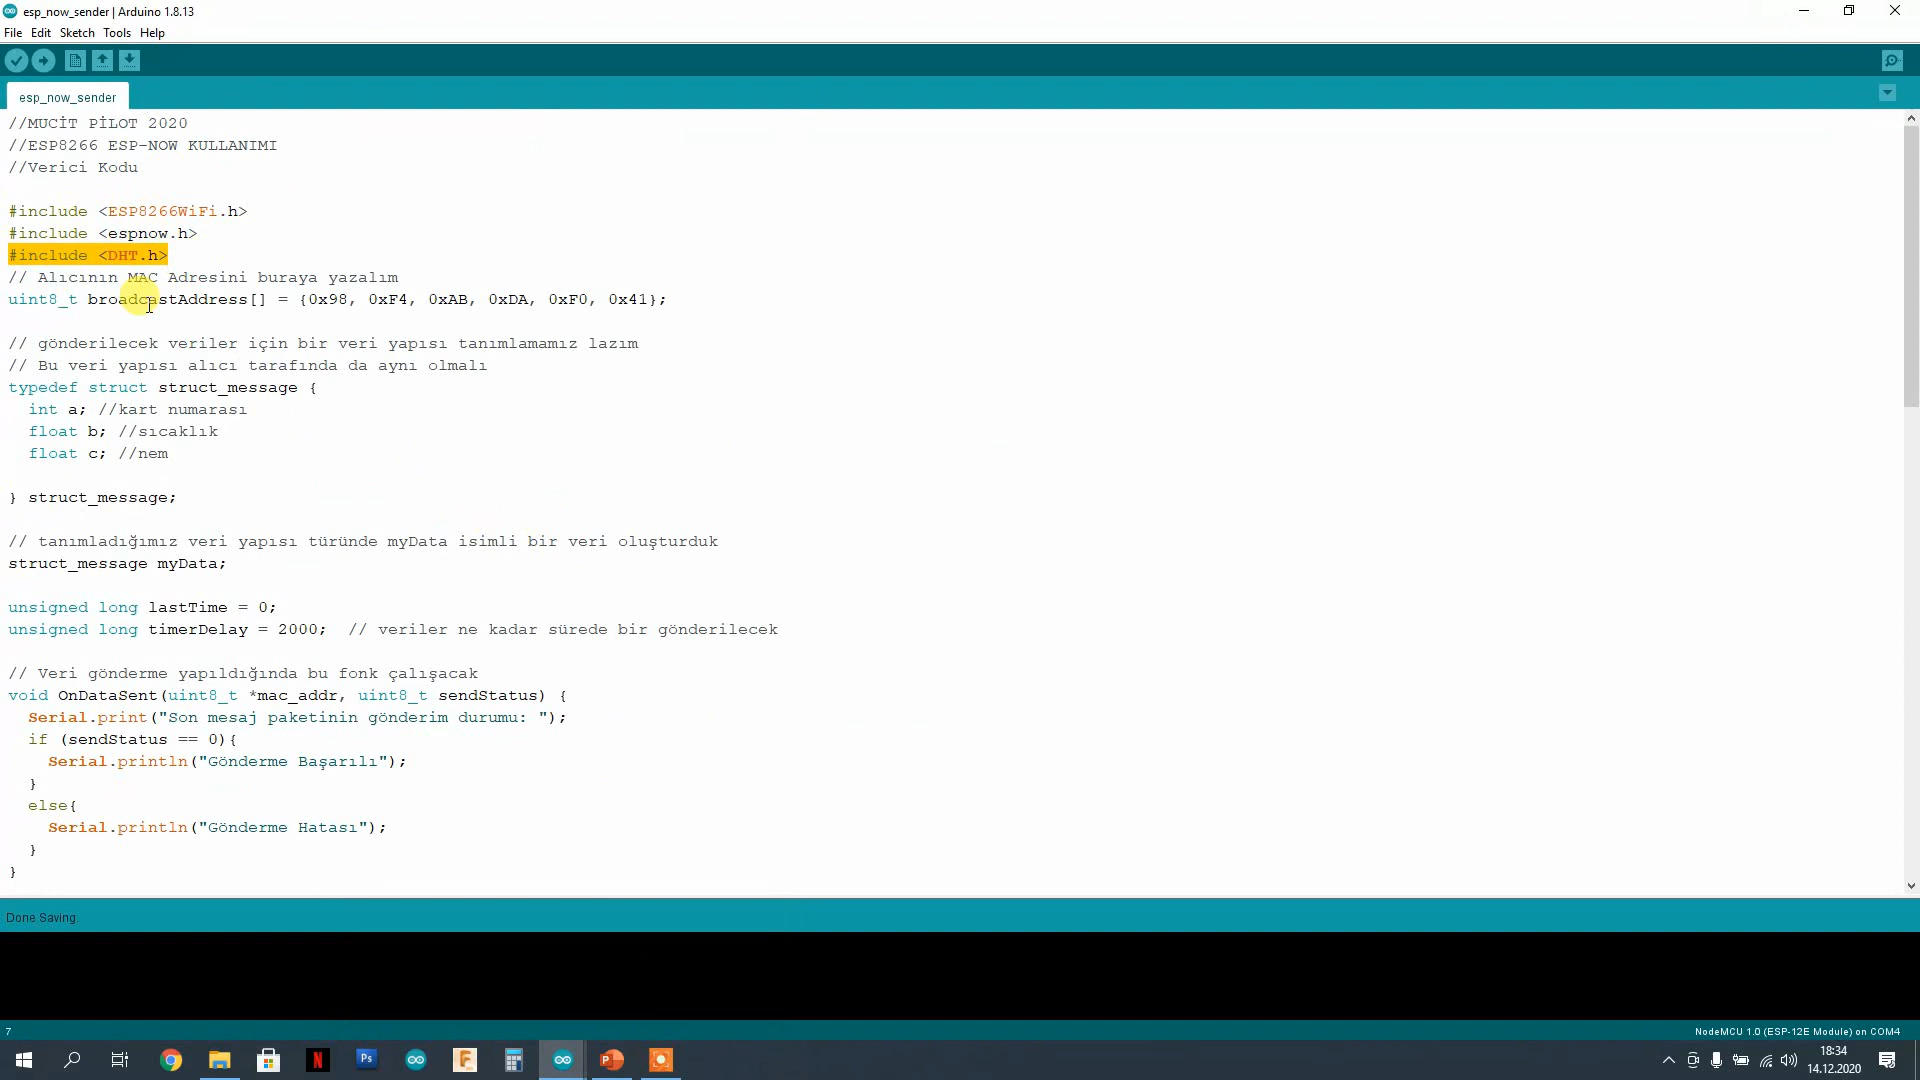 esp_now_sender | Arduino 1.8.13
File Edit Sketch Tools Help
esp_now_sender
//MUCİT PİLOT 2020
//ESP8266 ESP-NOW KULLANIMI
//Verici Kodu
#include <ESP8266WiFi.h>
#include <espnow.h>
#include <DHT.h>
// Alıcının MAC Adresini buraya yazalım
uint8_t broadcastAddress[] = {0x98, 0xF4, 0xAB, 0xDA, 0xF0, 0x41};
// gönderilecek veriler için bir veri yapısı tanımlamamız lazım
// Bu veri yapısı alıcı tarafında da aynı olmalı
typedef struct struct_message {
int a; //kart numarası
float b; //sıcaklık
float c; //nem
} struct_message;
// tanımladığımız veri yapısı türünde myData isimli bir veri oluşturduk
struct_message myData;
unsigned long lastTime = 0;
unsigned long timerDelay = 2000;  // veriler ne kadar sürede bir gönderilecek
// Veri gönderme yapıldığında bu fonk çalışacak
void OnDataSent(uint8_t *mac_addr, uint8_t sendStatus) {
Serial.print("Son mesaj paketinin gönderim durumu: ");
if (sendStatus == 0){
Serial.println("Gönderme Başarılı");
}
else{
Serial.println("Gönderme Hatası");
}
}
Done Saving.
7
NodeMCU 1.0 (ESP-12E Module) on COM4
N
Ps
F
P
18:34
14.12.2020